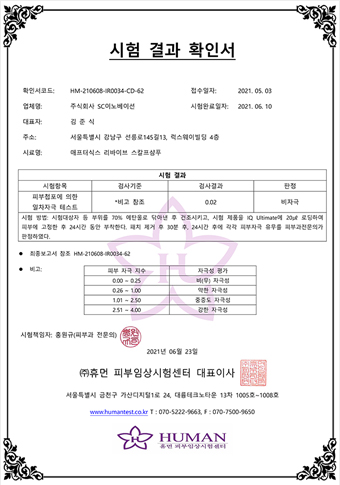 시험 결과 확인서
확인서코드: HM-210608-IR0034-CD-62 접수일자: 2021. 05. 03
업체명: 주식회사 SC이노베이션 시험완료일자: 2021. 06. 10
대표자: 김 준 식
주소: 서울특별시 강남구 선릉로145길13, 럭스웨이빌딩 4층
시료명: 매프터식스 리바이브 스칼프샴푸
시험 결과
시험항목 검사기준 검사결과 판정
피부첩포에 의한 일차자극 테스트 *비고 참조 0.02 비자극
시험 방법: 시험대상자 등 부위를 70% 에탄올로 닦아낸 후 건조시키고, 시험 제품을 IQ Ultimate에 20㎕ 로딩하여
피부에 고정한 후 24시간 동안 부착한다. 패치 제거 후 30분 후, 24시간 후에 각각 피부자극 유무를 피부과전문의가
판정하였다.
● 최종보고서 참조 HM-210608-IR0034-62
● 비고:
피부 자극 지수 자극성 평가
0.00 ~ 0.25 비(무) 자극성
0.26 ~ 1.00 약한 자극성
1.01 ~ 2.50 중증도 자극성
2.51 ~ 4.00 강한 자극성
시험책임자: 홍원규(피부과 전문의)
2021년 06월 23일
㈜휴먼 피부임상시험센터 대표이사
서울특별시 금천구 가산디지털1로 24, 대륭테크노타운 13차 1005호~1008호
www.humantest.co.kr T : 070-5222-9663, F : 070-7500-9650
HUMAN
휴먼 피부임상시험센터